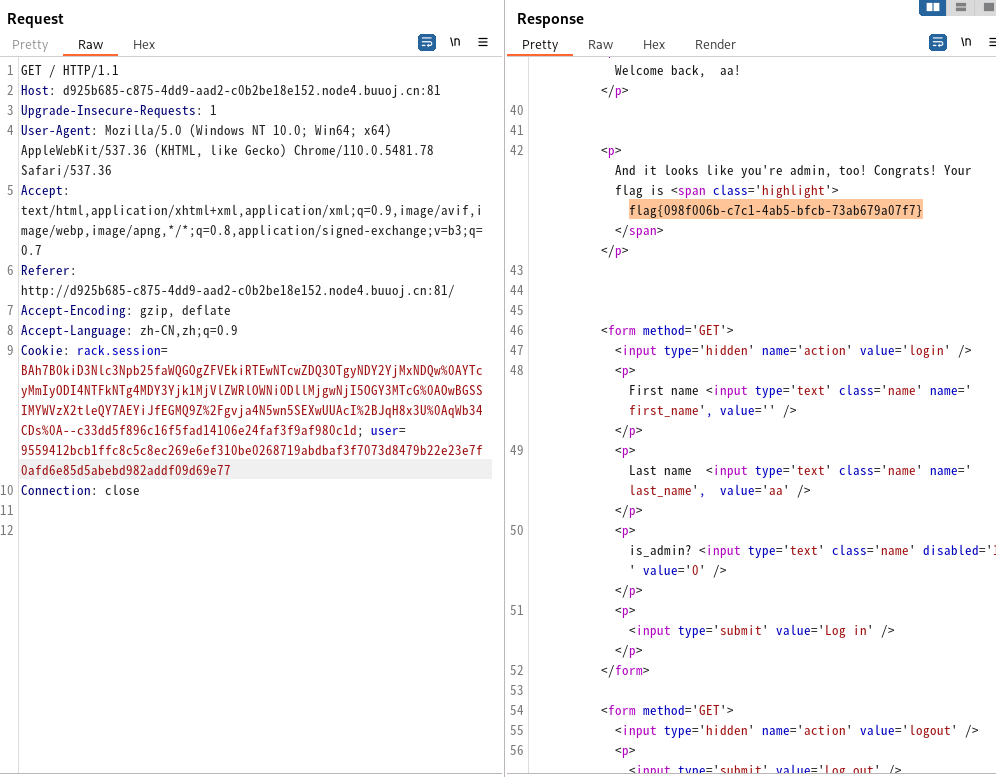 Request
Pretty Raw Hex
\n
1 GET / HTTP/1.1
2 Host: d925b685-c875-4dd9-aad2-c0b2be18e152.node4.buuoj.cn:81
3 Upgrade-Insecure-Requests: 1
4 User-Agent: Mozilla/5.0 (Windows NT 10.0; Win64; x64)
AppleWebKit/537.36 (KHTML, like Gecko) Chrome/110.0.5481.78
Safari/537.36
5 Accept:
text/html,application/xhtml+xml,application/xml;q=0.9,image/avif,i
mage/webp,image/apng,*/*;q=0.8,application/signed-exchange;v=b3;q=
0.7
6 Referer:
http://d925b685-c875-4dd9-aad2-c0b2be18e152.node4.buuoj.cn:81/
7 Accept-Encoding: gzip, deflate
8 Accept-Language: zh-CN,zh;q=0.9
9 Cookie: rack.session=
BAh7B0kiD3Nlc3Npb25faWQGOgZFVEkiRTEwNTcwZDQ3OTgyNDY2YjMxNDQw%0AYTc
yMmIyODI4NTFkNTg4MDY3Yjk1MjVlZWRlOWNiODllMjgwNjI5OGY3MTcG%0AOwBGSS
IMYWVzX2tleQY7AEYiJfEGMQ9Z%2Fgvja4N5wn5SEXwUUAcI%2BJqH8x3U%0AqWb34
CDs%0A--c33dd5f896c16f5fad14106e24faf3f9af980c1d; user=
9559412bcb1ffc8c5c8ec269e6ef310be0268719abdbaf3f7073d8479b22e23e7f
0afd6e85d5abebd982addf09d69e77
10 Connection: close
11
12
Response
Pretty Raw Hex Render
\n
Welcome back,  aa!
</p>
40
41
42 <p>
And it looks like you're admin, too! Congrats! Your
flag is <span class='highlight'>
flag{098f006b-c7c1-4ab5-bfcb-73ab679a07f7}
</span>
</p>
43
44
45
46 <form method='GET'>
47 <input type='hidden' name='action' value='login' />
48 <p>
First name <input type='text' class='name' name='
first_name', value='' />
</p>
49 <p>
Last name  <input type='text' class='name' name='
last_name',  value='aa' />
</p>
50 <p>
is_admin? <input type='text' class='name' disabled='1
' value='0' />
</p>
51 <p>
<input type='submit' value='Log in' />
</p>
52 </form>
53
54 <form method='GET'>
55 <input type='hidden' name='action' value='logout' />
56 <p>
<input type='submit' value='Log out' />